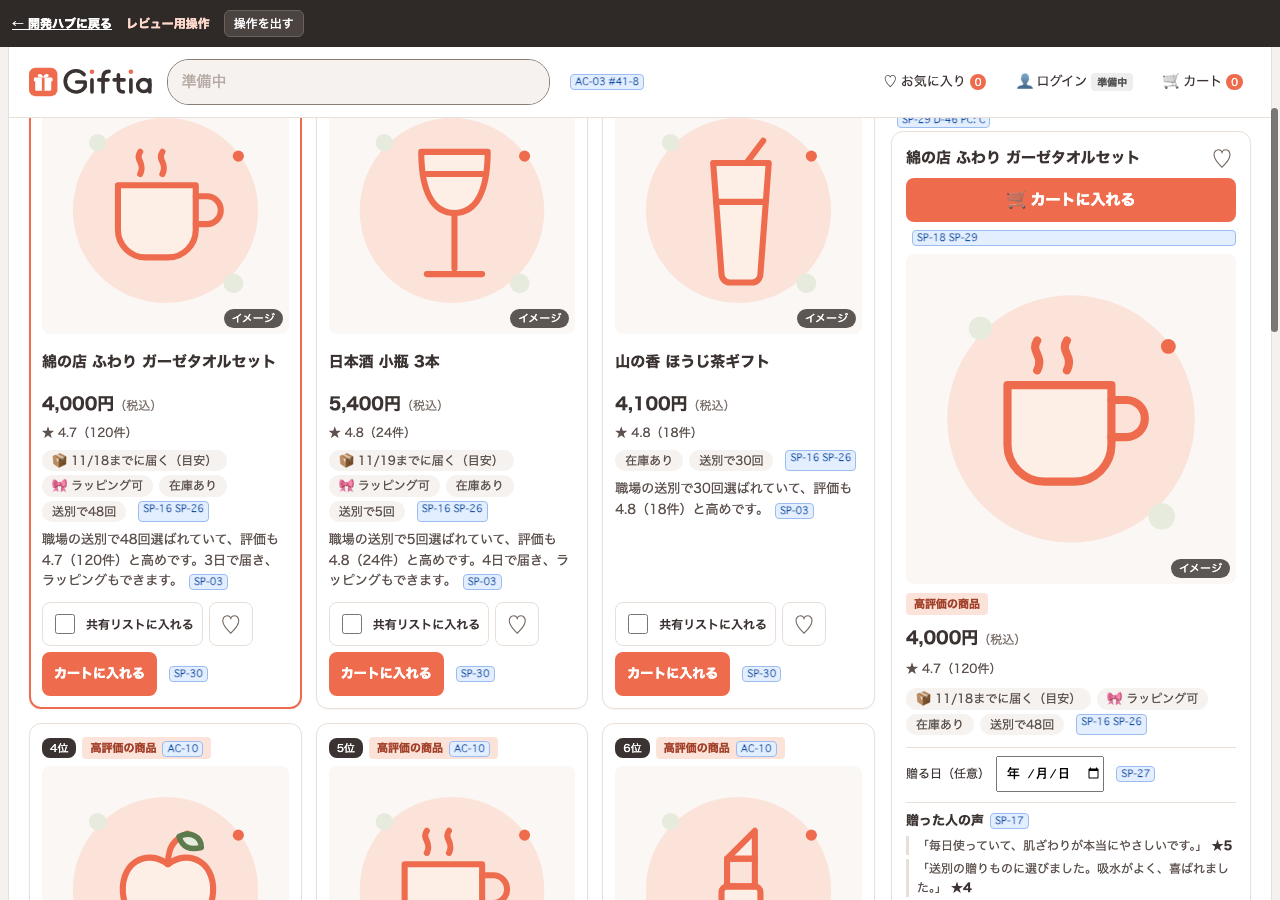 ← 開発ハブに戻る レビュー用操作 操作を出す
Giftia 準備中 AC-03 #41-8 ♡ お気に入り 0 ログイン 準備中 カート 0
SP-29 D-46 PC: C
綿の店 ふわり ガーゼタオルセット
カートに入れる
SP-18 SP-29
イメージ
高評価の商品
4,000円（税込）
★ 4.7（120件）
11/18までに届く（目安） ラッピング可
在庫あり 送別で48回 SP-16 SP-26
贈る日（任意） 年 /月/日 SP-27
贈った人の声 SP-17
「毎日使っていて、肌ざわりが本当にやさしいです。」 ★5
「送別の贈りものに選びました。吸水がよく、喜ばれまし
た。」 ★4
イメージ
綿の店 ふわり ガーゼタオルセット
4,000円（税込）
★ 4.7（120件）
11/18までに届く（目安）
ラッピング可 在庫あり
送別で48回 SP-16 SP-26
職場の送別で48回選ばれていて、評価も
4.7（120件）と高めです。3日で届き、
ラッピングもできます。 SP-03
共有リストに入れる
カートに入れる SP-30
イメージ
日本酒 小瓶 3本
5,400円（税込）
★ 4.8（24件）
11/19までに届く（目安）
ラッピング可 在庫あり
送別で5回 SP-16 SP-26
職場の送別で5回選ばれていて、評価も
4.8（24件）と高めです。4日で届き、ラ
ッピングもできます。 SP-03
共有リストに入れる
カートに入れる SP-30
イメージ
山の香 ほうじ茶ギフト
4,100円（税込）
★ 4.8（18件）
在庫あり 送別で30回 SP-16 SP-26
職場の送別で30回選ばれていて、評価も
4.8（18件）と高めです。 SP-03
共有リストに入れる
カートに入れる SP-30
4位 高評価の商品 AC-10
5位 高評価の商品 AC-10
6位 高評価の商品 AC-10